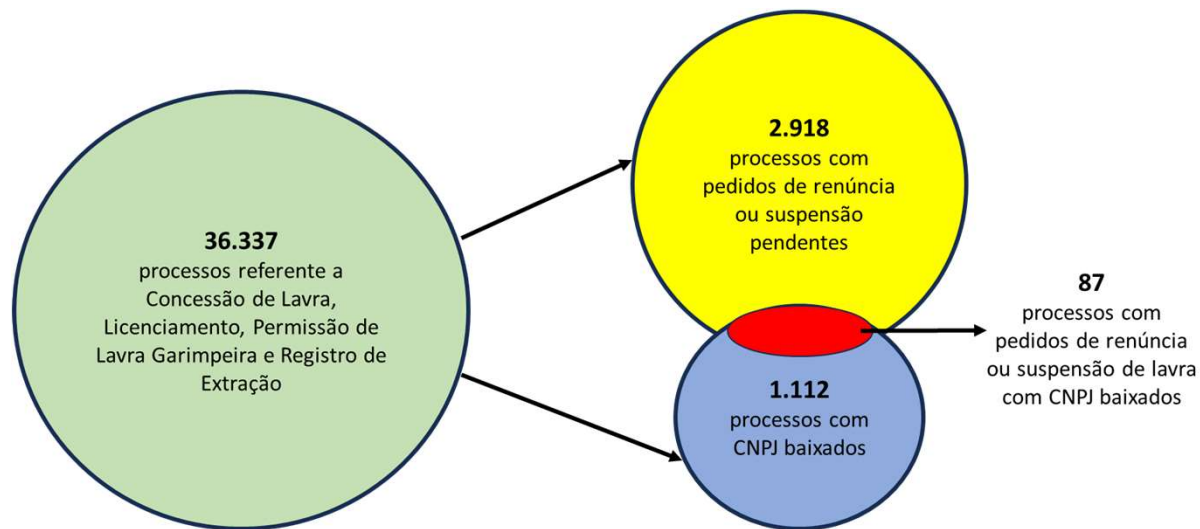 36.337
processos referente a
Concessão de Lavra,
Licenciamento, Permissão de
Lavra Garimpeira e Registro de
Extração
2.918
processos com
pedidos de renúncia
ou suspensão
pendentes
87
processos com
pedidos de renúncia
ou suspensão de lavra
com CNPJ baixados
1.112
processos com
CNPJ baixados